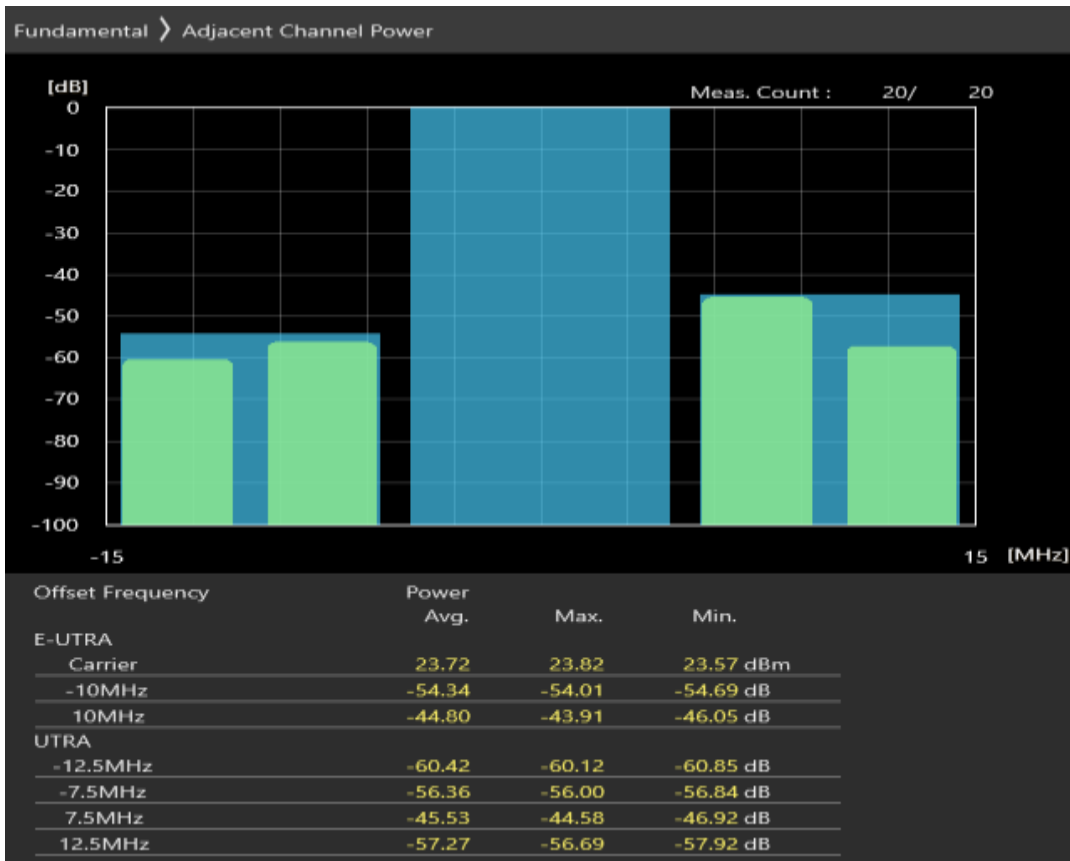 Fundamental 〉 Adjacent Channel Power
[dB]
Meas. Count : 20/ 20
0
-10
-20
-30
-40
-50
-60
-70
-80
-90
-100
-15 15 [MHz]
Offset Frequency Power
Avg. Max. Min.
E-UTRA
Carrier 23.72 23.82 23.57 dBm
-10MHz -54.34 -54.01 -54.69 dB
10MHz -44.80 -43.91 -46.05 dB
UTRA
-12.5MHz -60.42 -60.12 -60.85 dB
-7.5MHz -56.36 -56.00 -56.84 dB
7.5MHz -45.53 -44.58 -46.92 dB
12.5MHz -57.27 -56.69 -57.92 dB